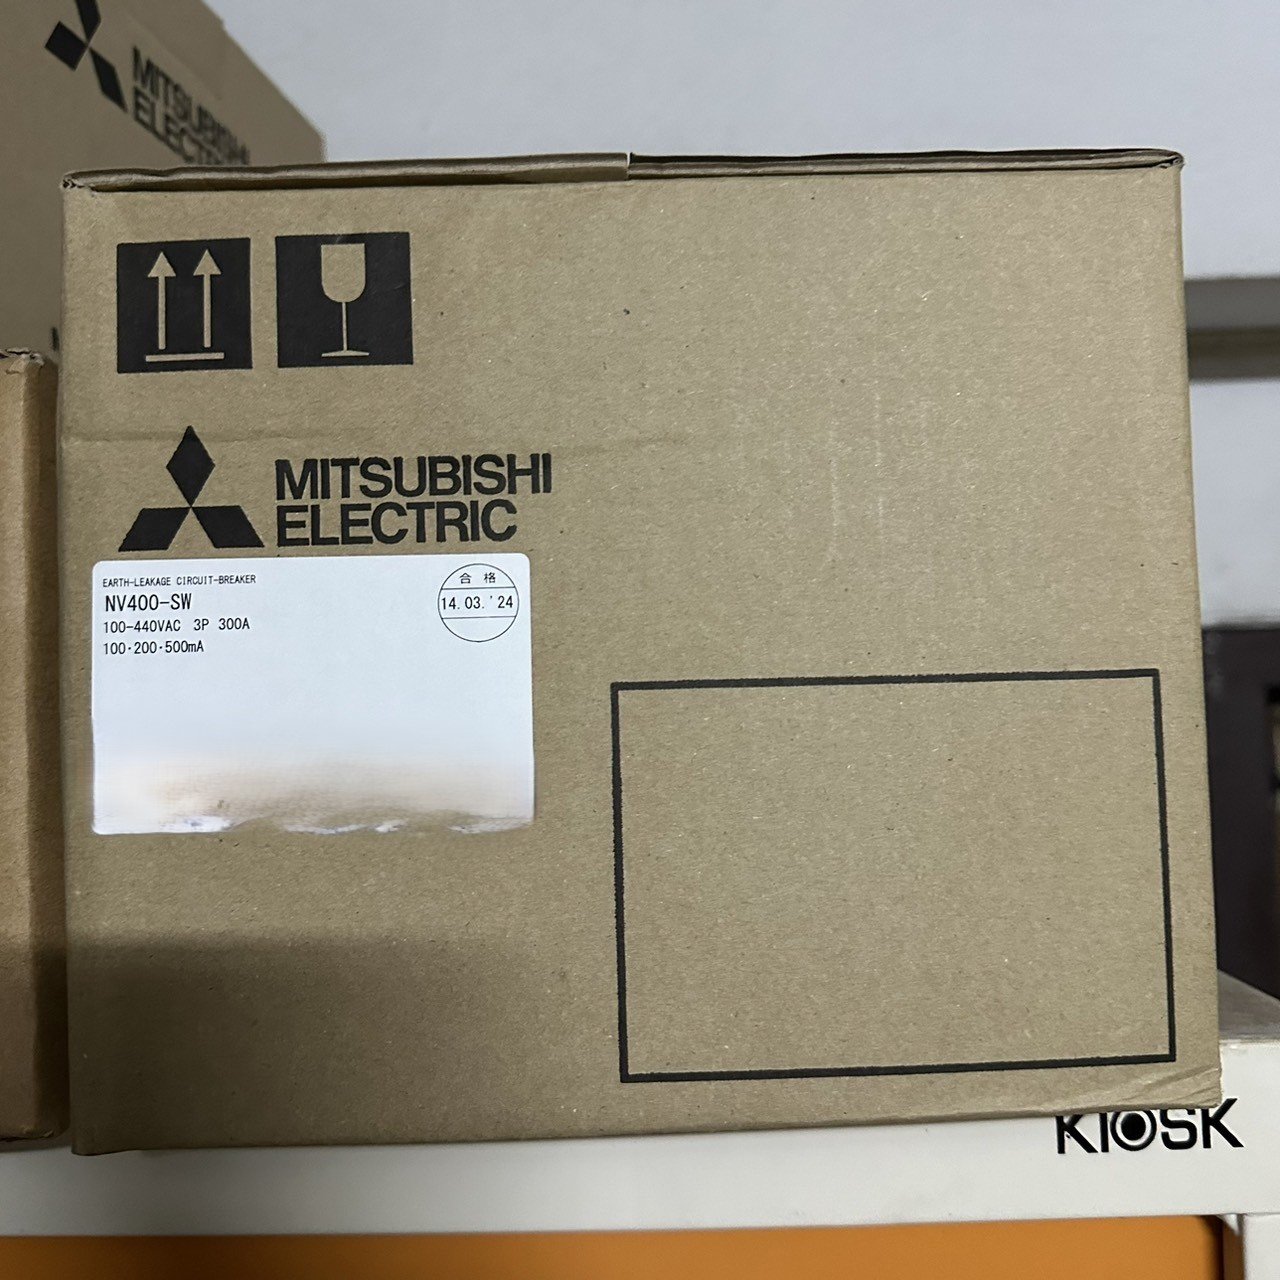 MITSUBISHI
ELECTRIC
MITSUBISHI
ELECTRIC
EARTH-LEAKAGE CIRCUIT-BREAKER
NV400-SW
100-440VAC 3P 300A
100·200·500mA
合格
14.03.'24
KIOSK